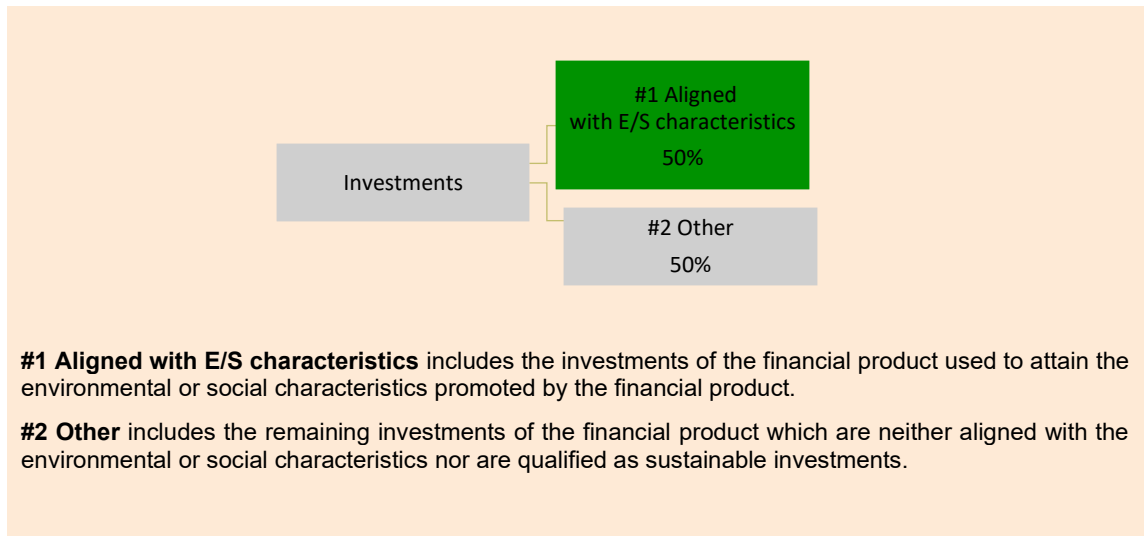 #1 Aligned
with E/S characteristics
50%
Investments
#2 Other
50%
#1 Aligned with E/S characteristics includes the investments of the financial product used to attain the
environmental or social characteristics promoted by the financial product.
#2 Other includes the remaining investments of the financial product which are neither aligned with the
environmental or social characteristics nor are qualified as sustainable investments.